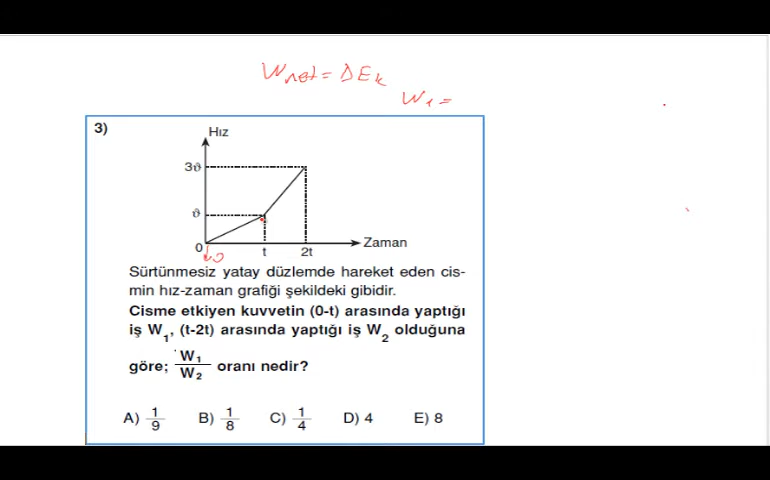 Wnet = ΔEk
W1 =
3)
Hız
3ϑ
ϑ
0
t
2t
Zaman
Sürtünmesiz yatay düzlemde hareket eden cis-
min hız-zaman grafiği şekildeki gibidir.
Cisme etkiyen kuvvetin (0-t) arasında yaptığı
iş W1, (t-2t) arasında yaptığı iş W2 olduğuna
göre; W1/W2 oranı nedir?
A) 1/9 B) 1/8 C) 1/4 D) 4 E) 8